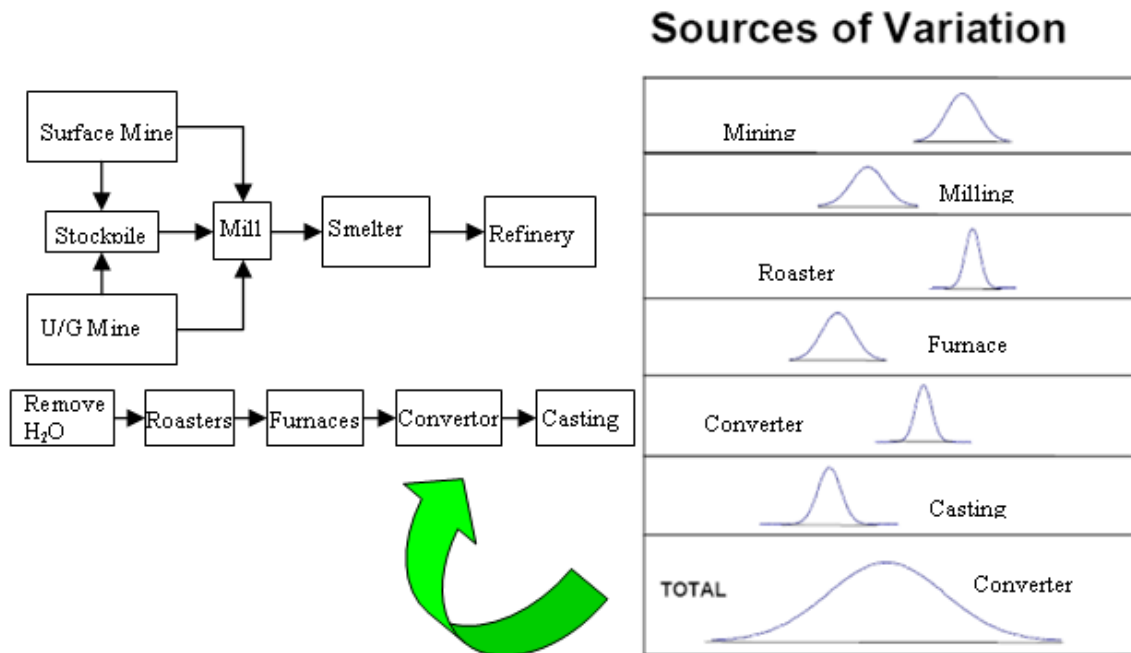 Sources of Variation
Surface Mine
Stockpile
Mill
Smelter
Refinery
U/G Mine
Remove
H₂O
Roasters
Furnaces
Convertor
Casting
Mining
Milling
Roaster
Furnace
Converter
Casting
TOTAL
Converter